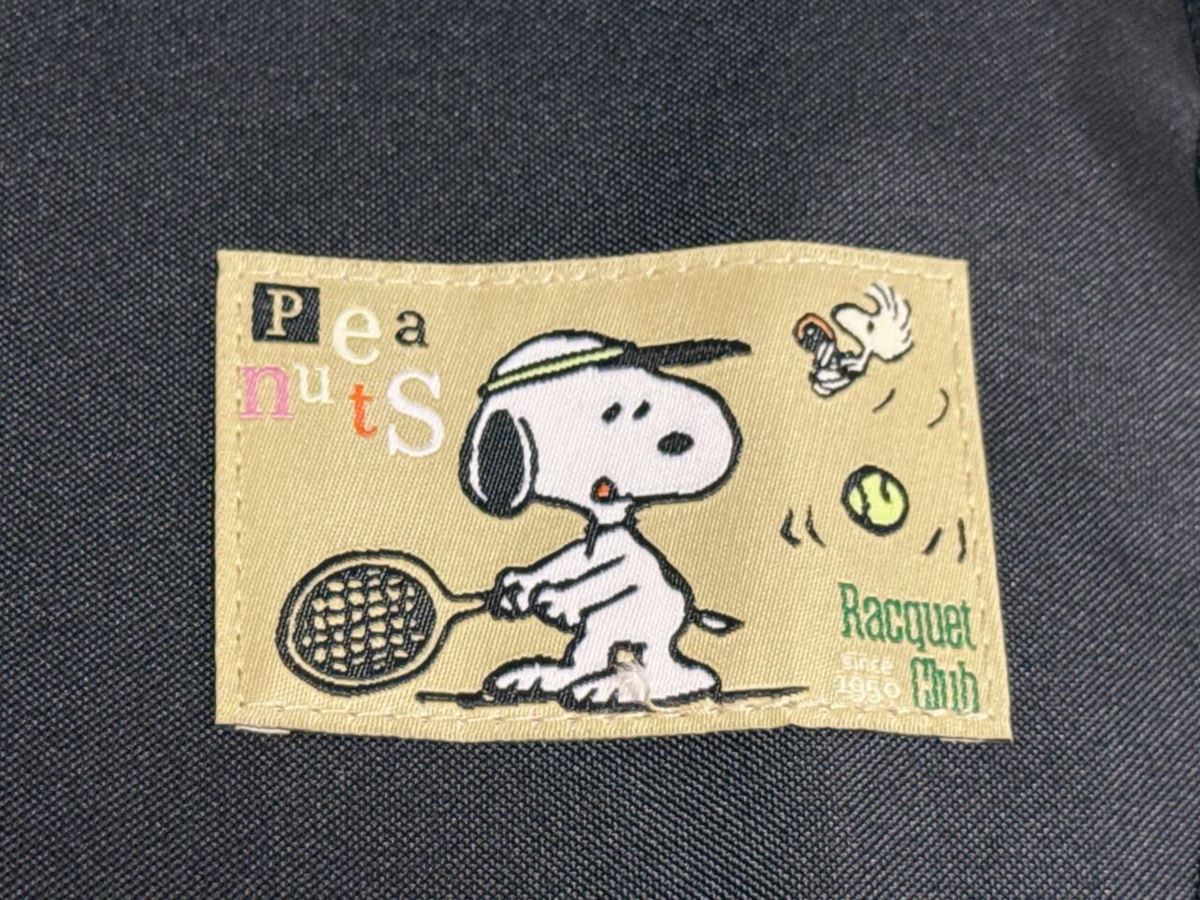 Pea
nutS
Racquet
since
1950
Club